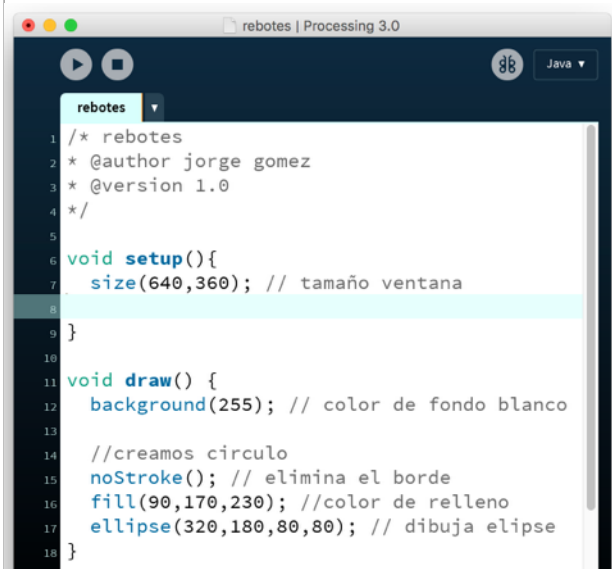 rebotes | Processing 3.0
Java ▼
rebotes ▼
1 /* rebotes
2 * @author jorge gomez
3 * @version 1.0
4 */
5
6 void setup(){
7 size(640,360); // tamaño ventana
8
9 }
10
11 void draw() {
12 background(255); // color de fondo blanco
13
14 //creamos circulo
15 noStroke(); // elimina el borde
16 fill(90,170,230); //color de relleno
17 ellipse(320,180,80,80); // dibuja elipse
18 }